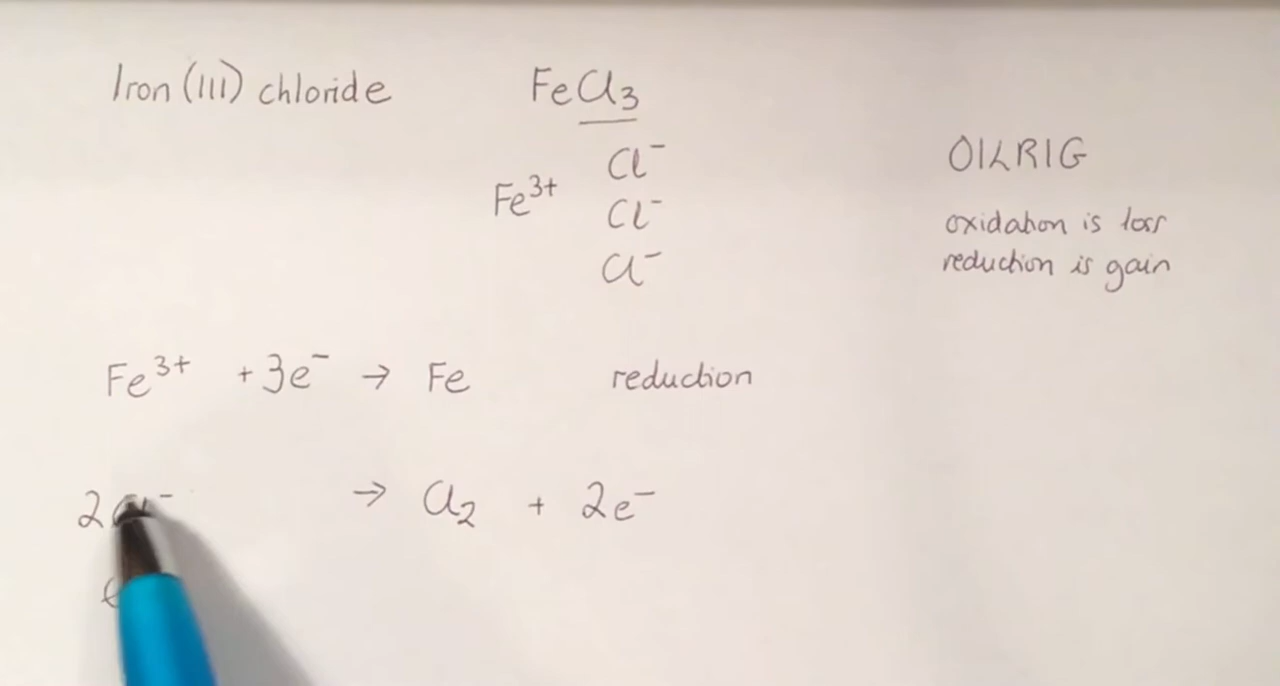 Iron (III) chloride FeCl3
Cl⁻
Fe³⁺ Cl⁻
Cl⁻
OILRIG
oxidation is loss
reduction is gain
Fe³⁺ + 3e⁻ → Fe reduction
2Cl⁻ → Cl2 + 2e⁻